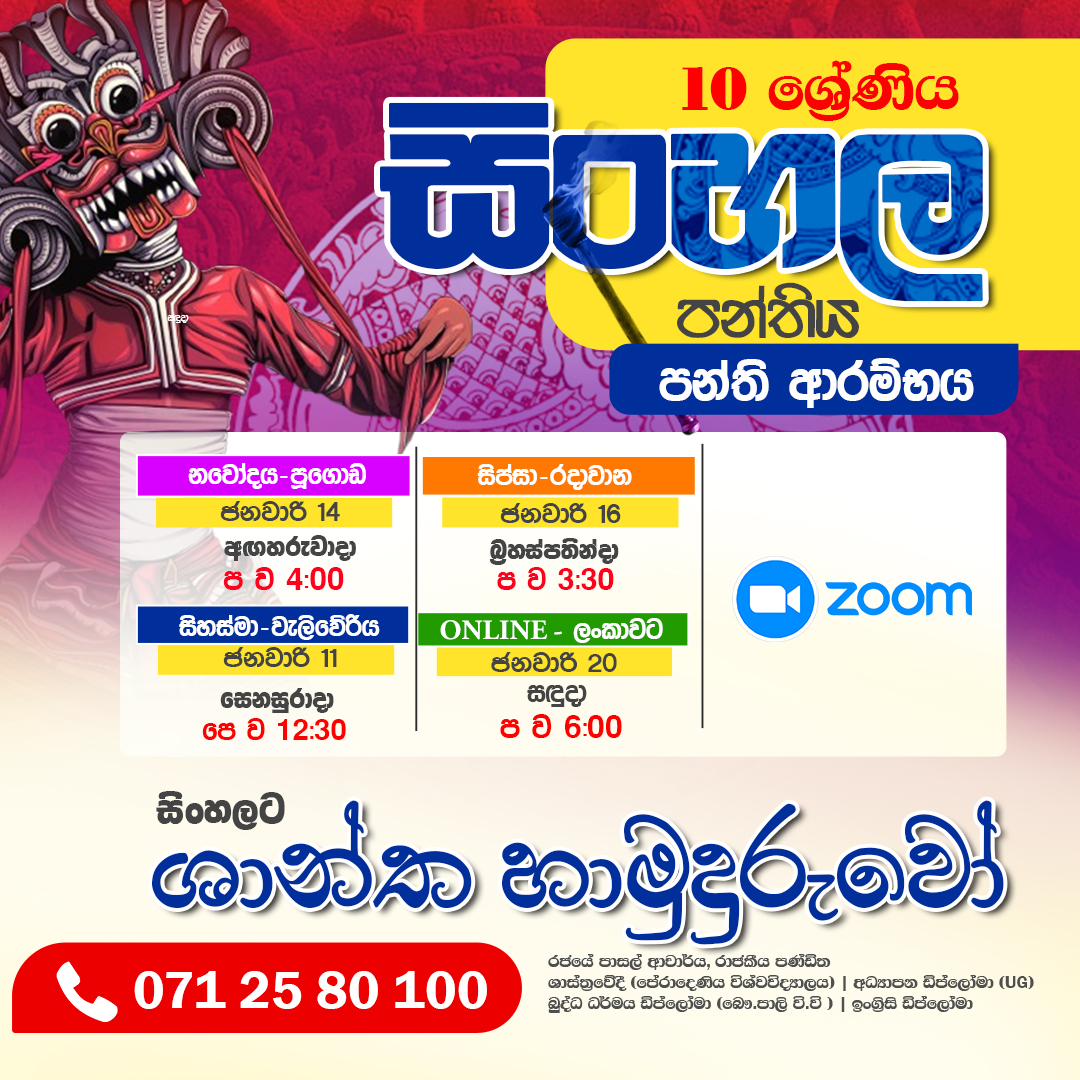 10 ශ්‍රේණිය
සිංහල
පන්තිය
පන්ති ආරම්භය
සඳුදා
නවෝදය-පූගොඩ
ජනවාරි 14
අඟහරුවාදා
ප ව 4:00
සිප්සා-රදාවාන
ජනවාරි 16
බ්‍රහස්පතින්දා
ප ව 3:30
සිහස්මා-වැලිවේරිය
ජනවාරි 11
සෙනසුරාදා
පෙ ව 12:30
ONLINE - ලංකාවට
ජනවාරි 20
සඳුදා
ප ව 6:00
zoom
සිංහලට
ශාන්ත හාමුදුරුවෝ
071 25 80 100
රජයේ පාසල් ආචාර්ය, රාජකීය පණ්ඩිත
ශාස්ත්‍රවේදී (පේරාදෙණිය විශ්වවිද්‍යාලය) | අධ්‍යාපන ඩිප්ලෝමා (UG)
බුද්ධ ධර්මය ඩිප්ලෝමා (බෞ.පාලි වි.වි ) | ඉංග්‍රිසි ඩිප්ලෝමා